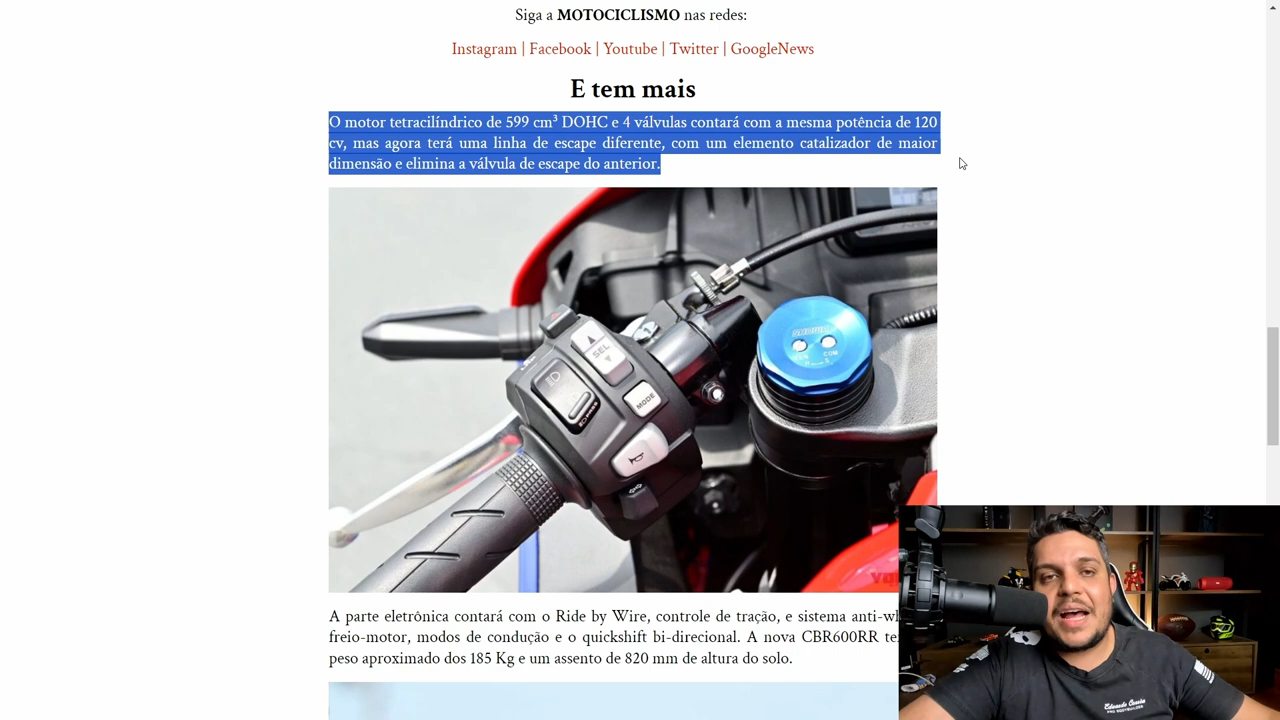 Siga a MOTOCICLISMO nas redes:
Instagram | Facebook | Youtube | Twitter | GoogleNews
E tem mais
O motor tetracilíndrico de 599 cm³ DOHC e 4 válvulas contará com a mesma potência de 120
cv, mas agora terá uma linha de escape diferente, com um elemento catalizador de maior
dimensão e elimina a válvula de escape do anterior.
SEL
MODE
COM
A parte eletrônica contará com o Ride by Wire, controle de tração, e sistema anti-wh
freio-motor, modos de condução e o quickshift bi-direcional. A nova CBR600RR te
peso aproximado dos 185 Kg e um assento de 820 mm de altura do solo.